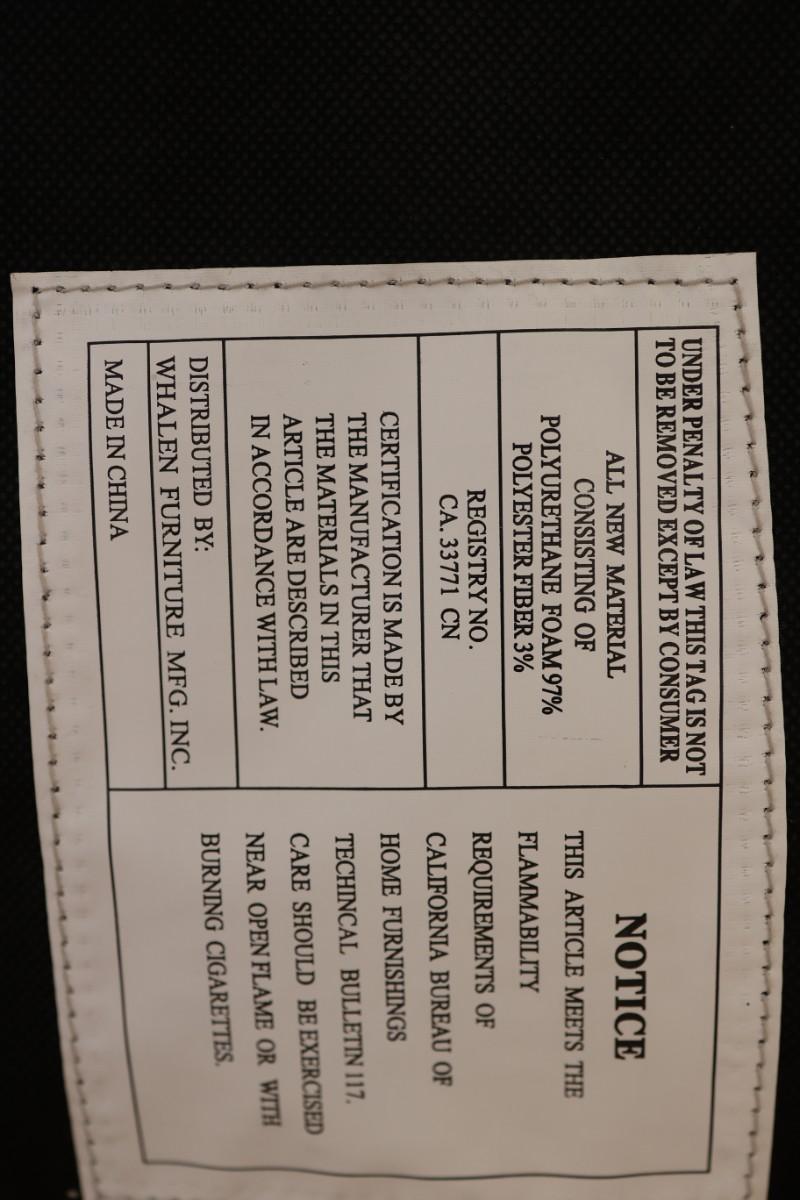 UNDER PENALTY OF LAW THIS TAG IS NOT
TO BE REMOVED EXCEPT BY CONSUMER
ALL NEW MATERIAL
CONSISTING OF
POLYURETHANE FOAM 97%
POLYESTER FIBER 3%
REGISTRY NO.
CA. 33771 CN
CERTIFICATION IS MADE BY
THE MANUFACTURER THAT
THE MATERIALS IN THIS
ARTICLE ARE DESCRIBED
IN ACCORDANCE WITH LAW.
DISTRIBUTED BY:
WHALEN FURNITURE MFG. INC.
MADE IN CHINA
NOTICE
THIS ARTICLE MEETS THE
FLAMMABILITY
REQUIREMENTS OF
CALIFORNIA BUREAU OF
HOME FURNISHINGS
TECHINCAL BULLETIN 117.
CARE SHOULD BE EXERCISED
NEAR OPEN FLAME OR WITH
BURNING CIGARETTES.